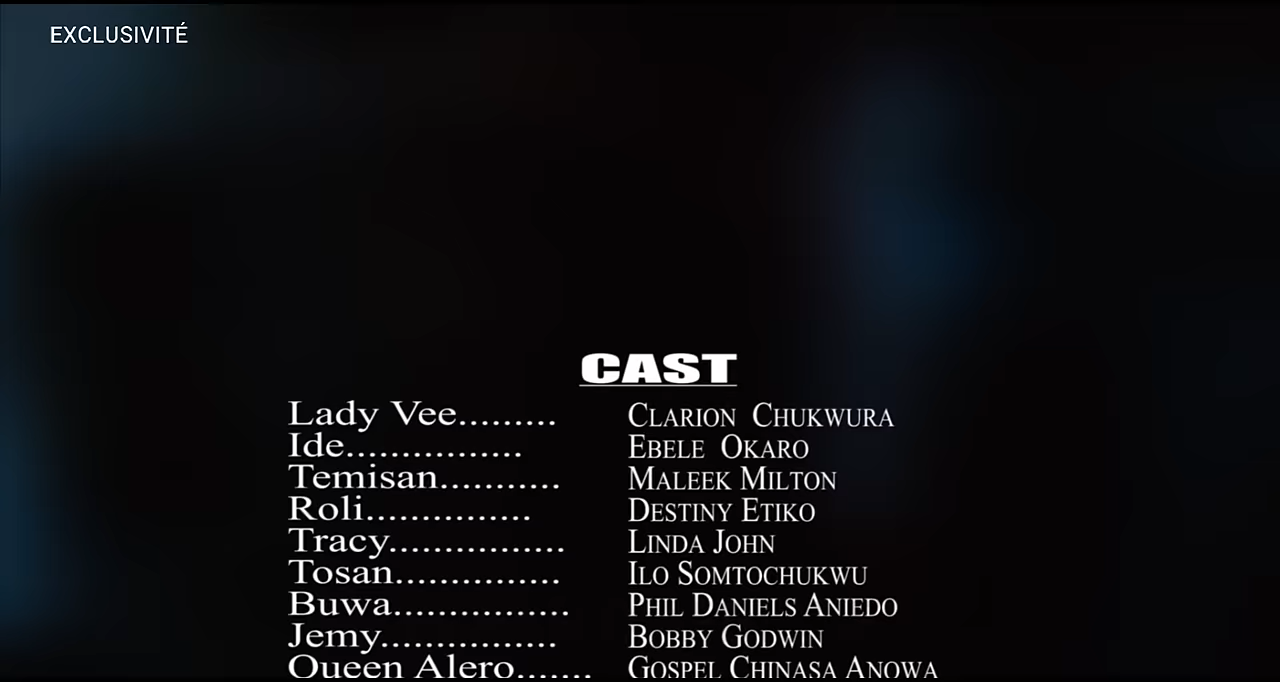 EXCLUSIVITÉ
CAST
Lady Vee......... CLARION CHUKWURA
Ide................ EBELE OKARO
Temisan........... MALEEK MILTON
Roli............... DESTINY ETIKO
Tracy................ LINDA JOHN
Tosan............... ILO SOMTOCHUKWU
Buwa................ PHIL DANIELS ANIEDO
Jemy................ BOBBY GODWIN
Queen Alero....... GOSPEL CHINASA ANOWA